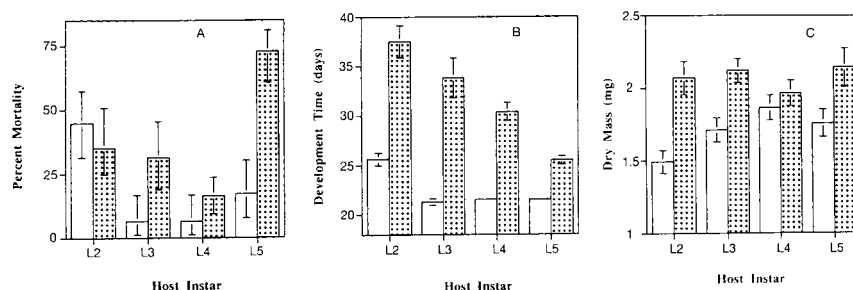 A
Percent Mortality
75
50
25
0
L2 L3 L4 L5
Host Instar
B
Development Time (days)
40
35
30
25
20
L2 L3 L4 L5
Host Instar
C
Dry Mass (mg)
2.5
2
1.5
1
L2 L3 L4 L5
Host Instar